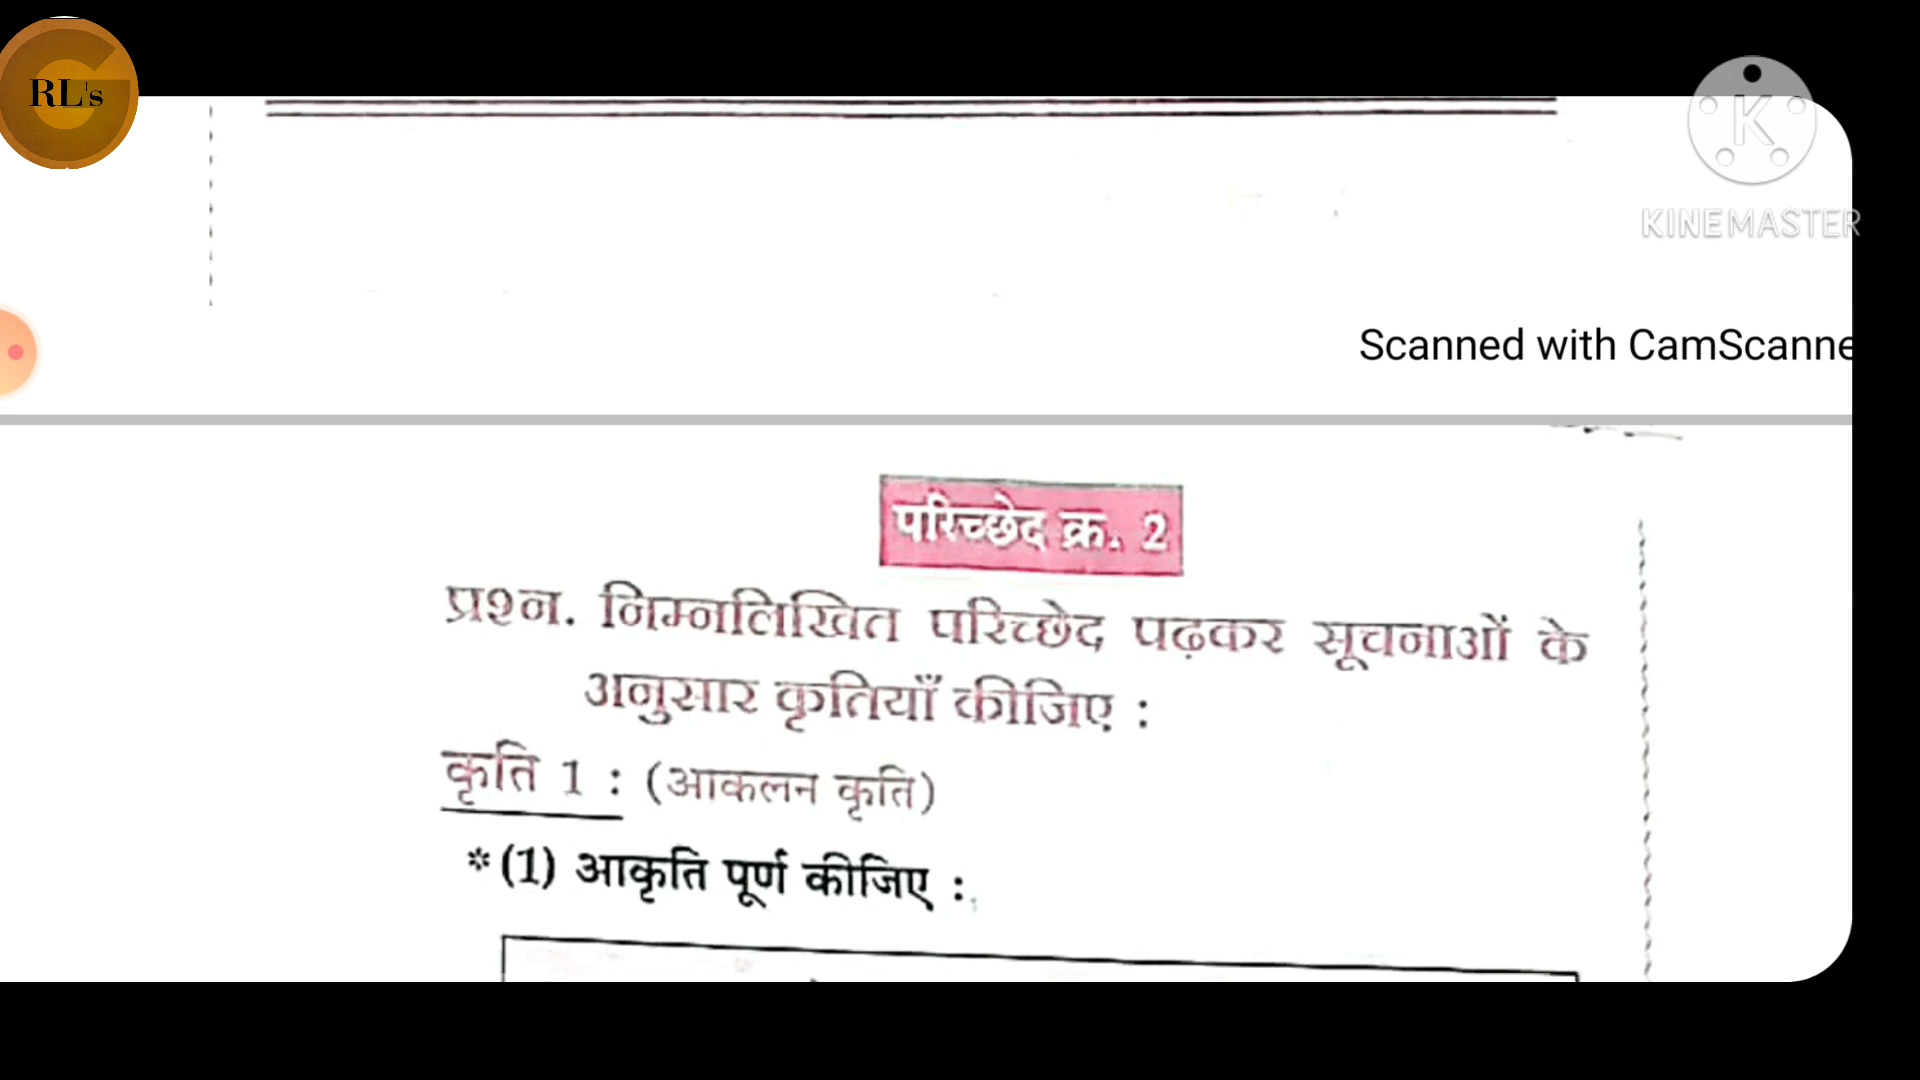 RL's
KINEMASTER
Scanned with CamScanne
परिच्छेद क्र. 2
प्रश्न. निम्नलिखित परिच्छेद पढ़कर सूचनाओं के
अनुसार कृतियाँ कीजिए :
कृति 1 : (आकलन कृति)
*(1) आकृति पूर्ण कीजिए :